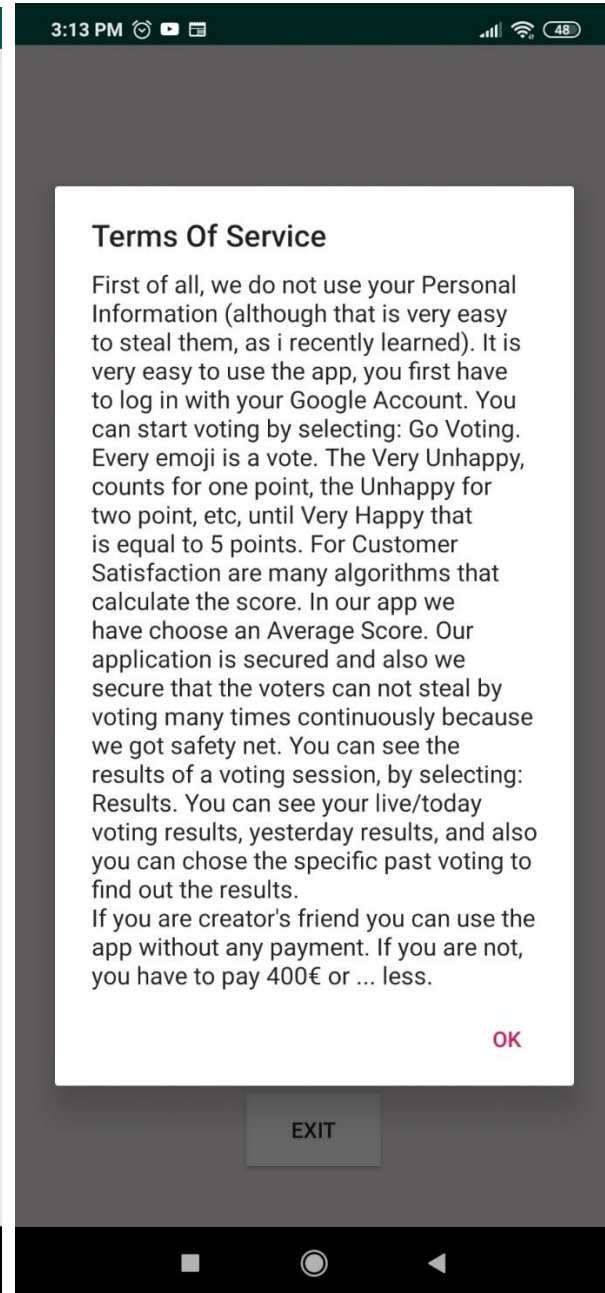 3:13 PM
48
Terms Of Service
First of all, we do not use your Personal
Information (although that is very easy
to steal them, as i recently learned). It is
very easy to use the app, you first have
to log in with your Google Account. You
can start voting by selecting: Go Voting.
Every emoji is a vote. The Very Unhappy,
counts for one point, the Unhappy for
two point, etc, until Very Happy that
is equal to 5 points. For Customer
Satisfaction are many algorithms that
calculate the score. In our app we
have choose an Average Score. Our
application is secured and also we
secure that the voters can not steal by
voting many times continuously because
we got safety net. You can see the
results of a voting session, by selecting:
Results. You can see your live/today
voting results, yesterday results, and also
you can chose the specific past voting to
find out the results.
If you are creator's friend you can use the
app without any payment. If you are not,
you have to pay 400€ or ... less.
OK
EXIT